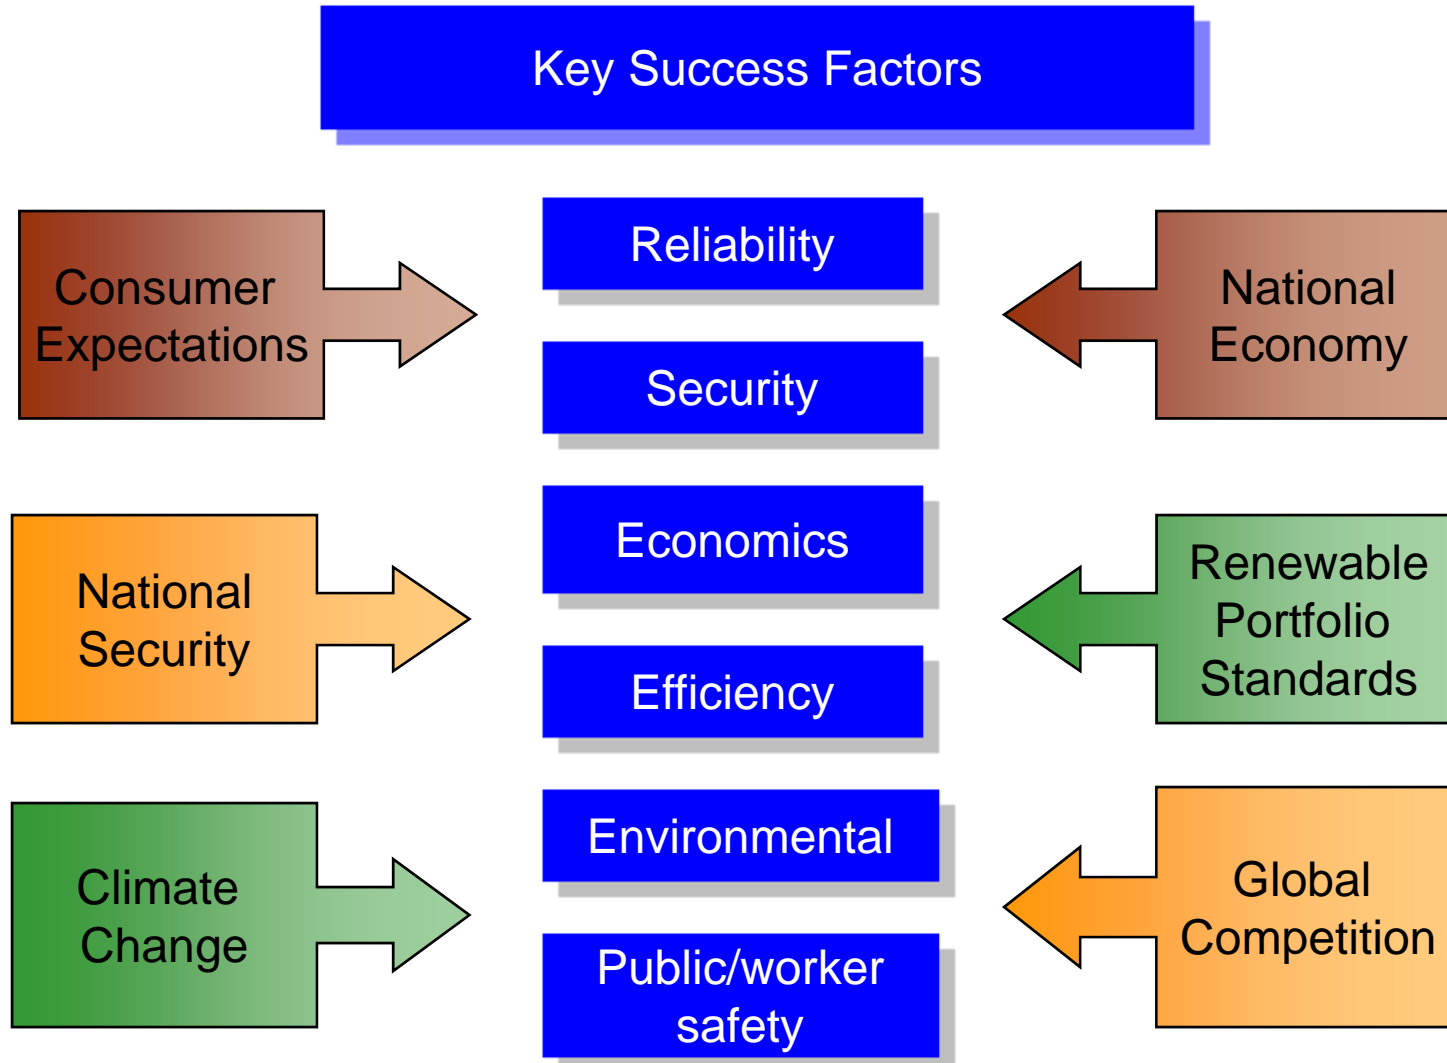 Key Success Factors
Consumer
Expectations
National
Security
Climate
Change
Reliability
Security
Economics
Efficiency
Environmental
Public/worker
safety
National
Economy
Renewable
Portfolio
Standards
Global
Competition